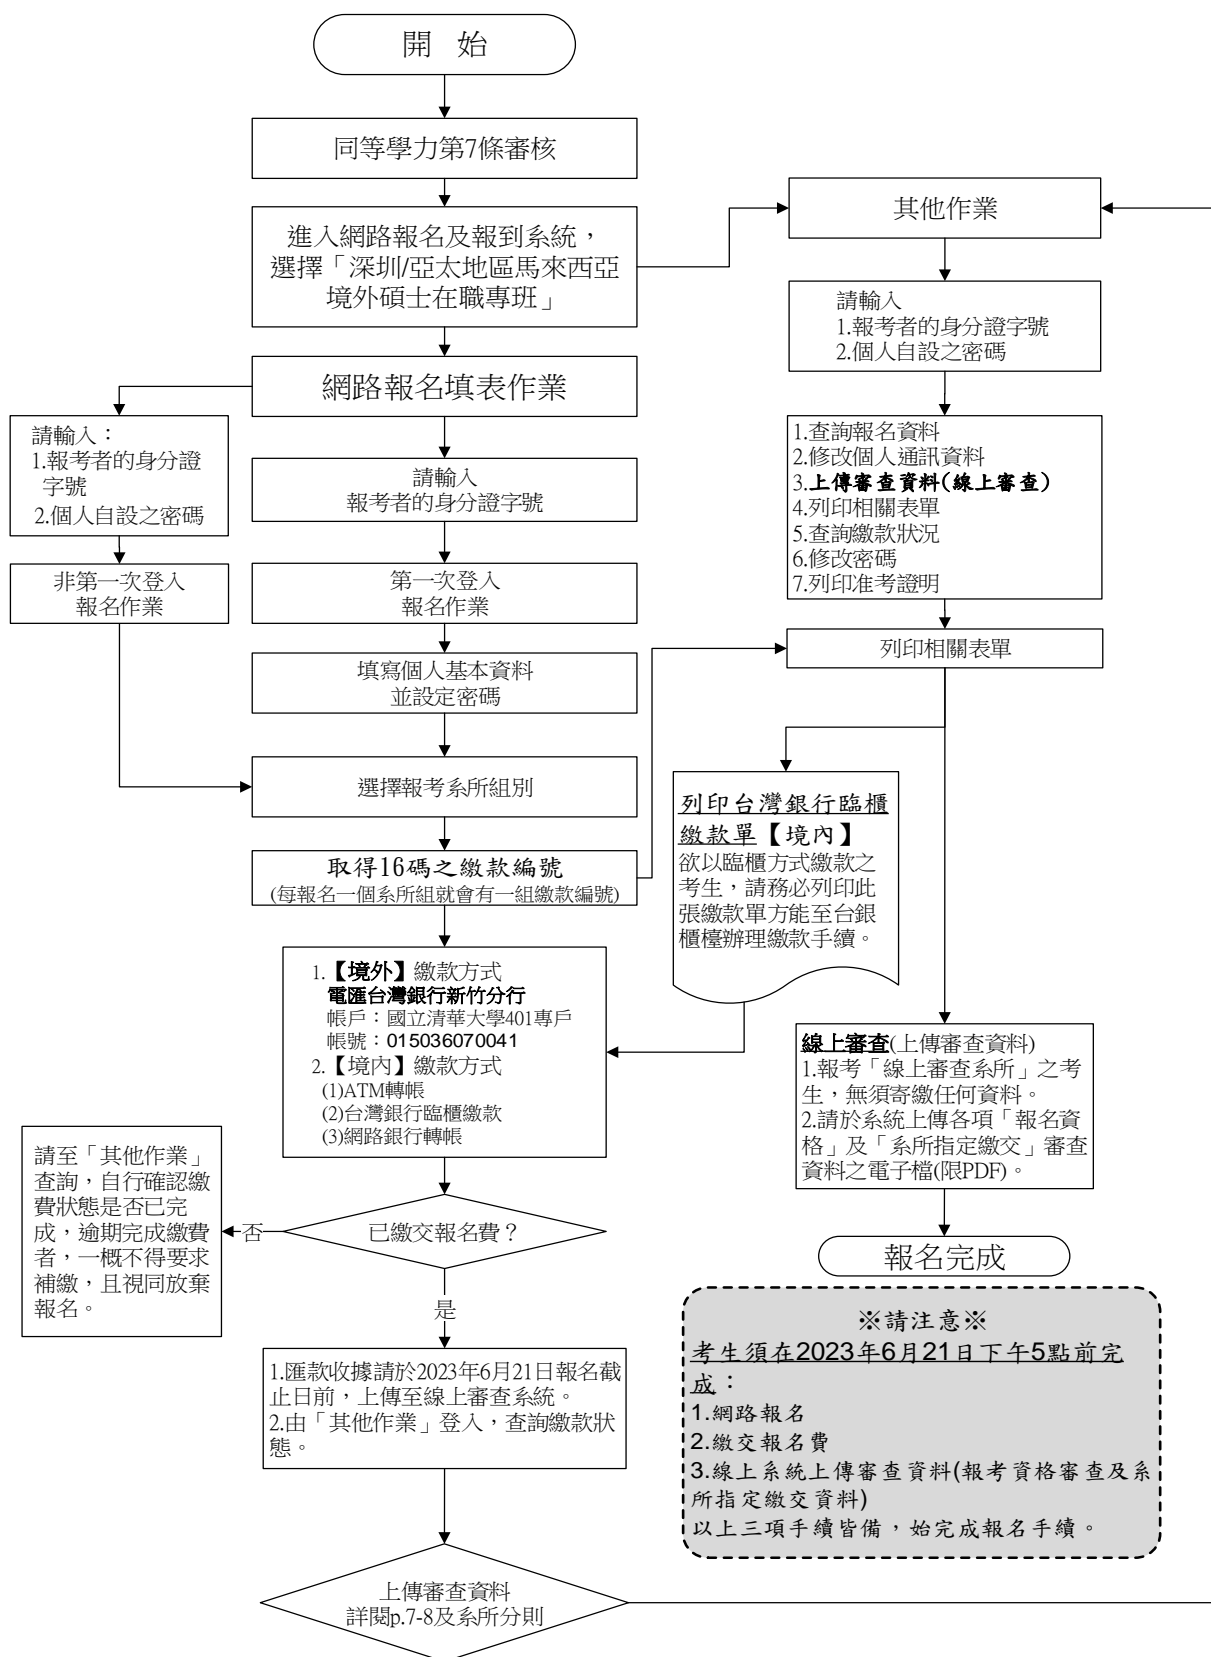 開 始
同等學力第7條審核
進入網路報名及報到系統，
選擇「深圳/亞太地區馬來西亞
境外碩士在職專班」
網路報名填表作業
請輸入：
1.報考者的身分證
字號
2.個人自設之密碼
非第一次登入
報名作業
請輸入
報考者的身分證字號
第一次登入
報名作業
填寫個人基本資料
並設定密碼
選擇報考系所組別
取得16碼之繳款編號
(每報名一個系所組就會有一組繳款編號)
1.【境外】繳款方式
電匯台灣銀行新竹分行
帳戶：國立清華大學401專戶
帳號：015036070041
2.【境內】繳款方式
(1)ATM轉帳
(2)台灣銀行臨櫃繳款
(3)網路銀行轉帳
已繳交報名費？
否
請至「其他作業」
查詢，自行確認繳
費狀態是否已完
成，逾期完成繳費
者，一概不得要求
補繳，且視同放棄
報名。
是
1.匯款收據請於2023年6月21日報名截
止日前，上傳至線上審查系統。
2.由「其他作業」登入，查詢繳款狀
態。
上傳審查資料
詳閱p.7-8及系所分則
其他作業
請輸入
1.報考者的身分證字號
2.個人自設之密碼
1.查詢報名資料
2.修改個人通訊資料
3.上傳審查資料(線上審查)
4.列印相關表單
5.查詢繳款狀況
6.修改密碼
7.列印准考證明
列印相關表單
列印台灣銀行臨櫃
繳款單【境內】
欲以臨櫃方式繳款之
考生，請務必列印此
張繳款單方能至台銀
櫃檯辦理繳款手續。
線上審查(上傳審查資料)
1.報考「線上審查系所」之考
生，無須寄繳任何資料。
2.請於系統上傳各項「報名資
格」及「系所指定繳交」審查
資料之電子檔(限PDF)。
報名完成
※請注意※
考生須在2023年6月21日下午5點前完
成：
1.網路報名
2.繳交報名費
3.線上系統上傳審查資料(報考資格審查及系
所指定繳交資料)
以上三項手續皆備，始完成報名手續。